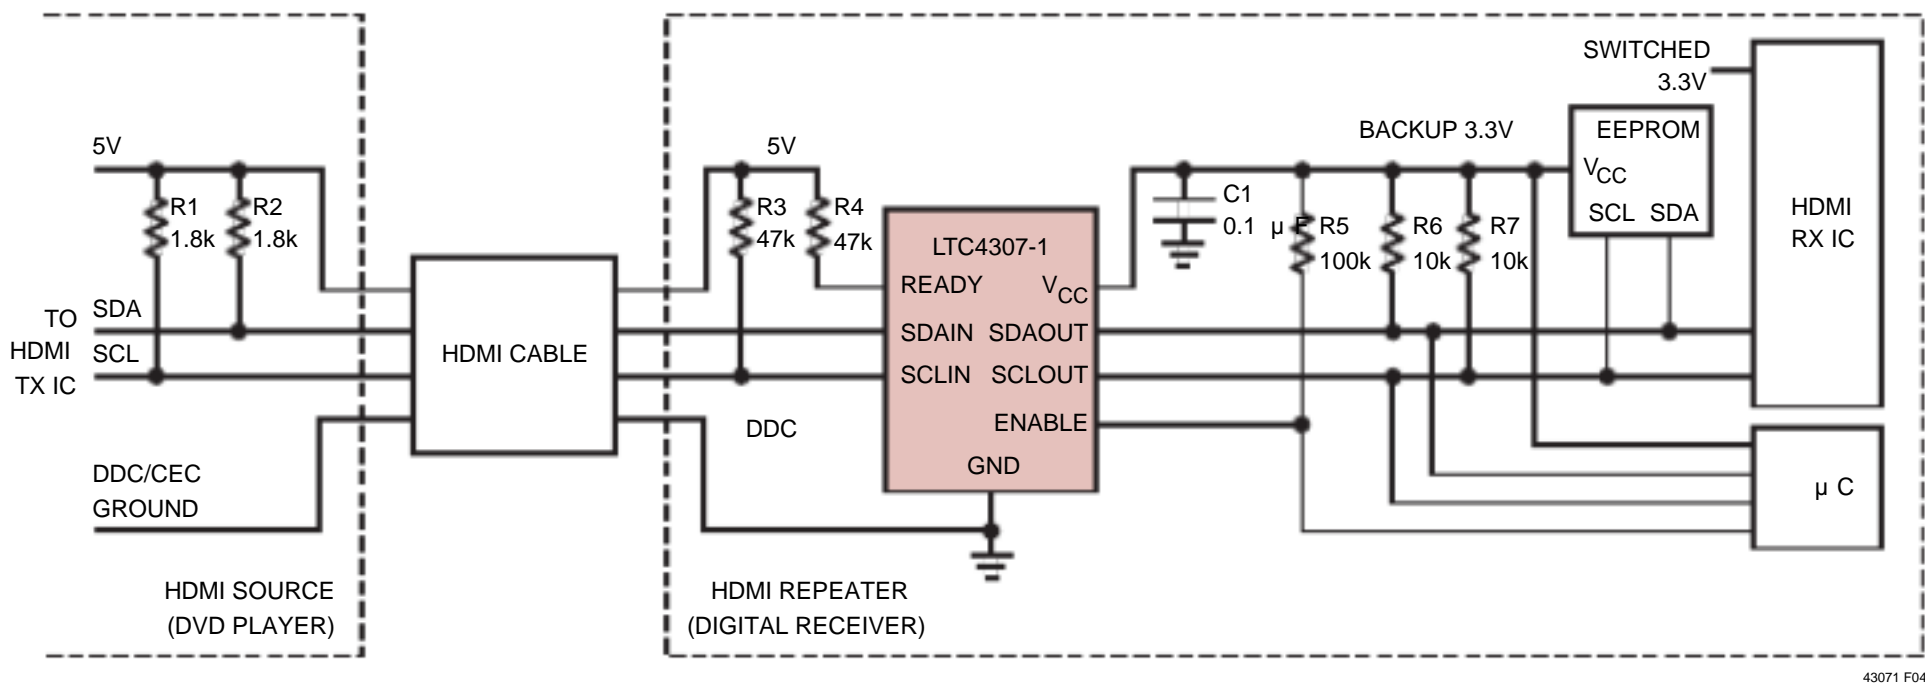 SWITCHED
3.3V
5V
5V
BACKUP 3.3V
EEPROM
VCC
SCL SDA
HDMI
RX IC
R1
1.8k
R2
1.8k
R3
47k
R4
47k
C1
0.1 µF
R5
100k
R6
10k
R7
10k
LTC4307-1
READY VCC
SDAIN SDAOUT
SCLIN SCLOUT
ENABLE
GND
TO
HDMI
TX IC
SDA
SCL
HDMI CABLE
DDC
DDC/CEC
GROUND
µ C
HDMI SOURCE
(DVD PLAYER)
HDMI REPEATER
(DIGITAL RECEIVER)
43071 F04